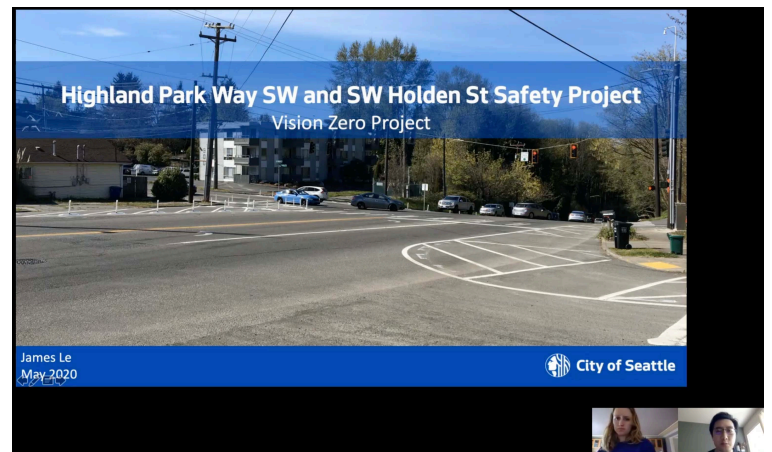 Highland Park Way SW and SW Holden St Safety Project
Vision Zero Project
James Le
May 2020
City of Seattle